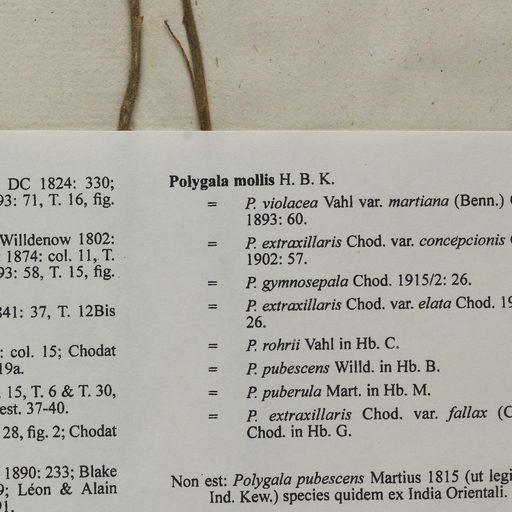 DC 1824: 330;
93: 71, T. 16, fig.
Willdenow 1802:
1874: col. 11, T.
93: 58, T. 15, fig.
841: 37, T. 12Bis
: col. 15; Chodat
19a.
15, T. 6 & T. 30,
est. 37-40.
28, fig. 2; Chodat
1890: 233; Blake
9; Léon & Alain
91.
Polygala mollis H. B. K.
= P. violacea Vahl var. martiana (Benn.)
1893: 60.
= P. extraxillaris Chod. var. concepcionis
1902: 57.
= P. gymnosepala Chod. 1915/2: 26.
= P. extraxillaris Chod. var. elata Chod. 19
26.
= P. rohrii Vahl in Hb. C.
= P. pubescens Willd. in Hb. B.
= P. puberula Mart. in Hb. M.
= P. extraxillaris Chod. var. fallax (C
Chod. in Hb. G.
Non est: Polygala pubescens Martius 1815 (ut legi
Ind. Kew.) species quidem ex India Orientali.